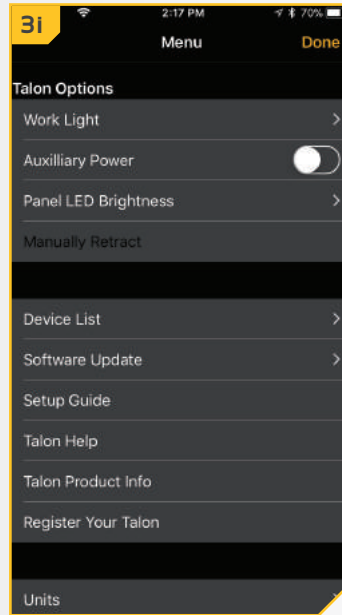 3i
2:17 PM
70%
Menu
Done
Talon Options
Work Light
Auxilliary Power
Panel LED Brightness
Manually Retract
Device List
Software Update
Setup Guide
Talon Help
Talon Product Info
Register Your Talon
Units